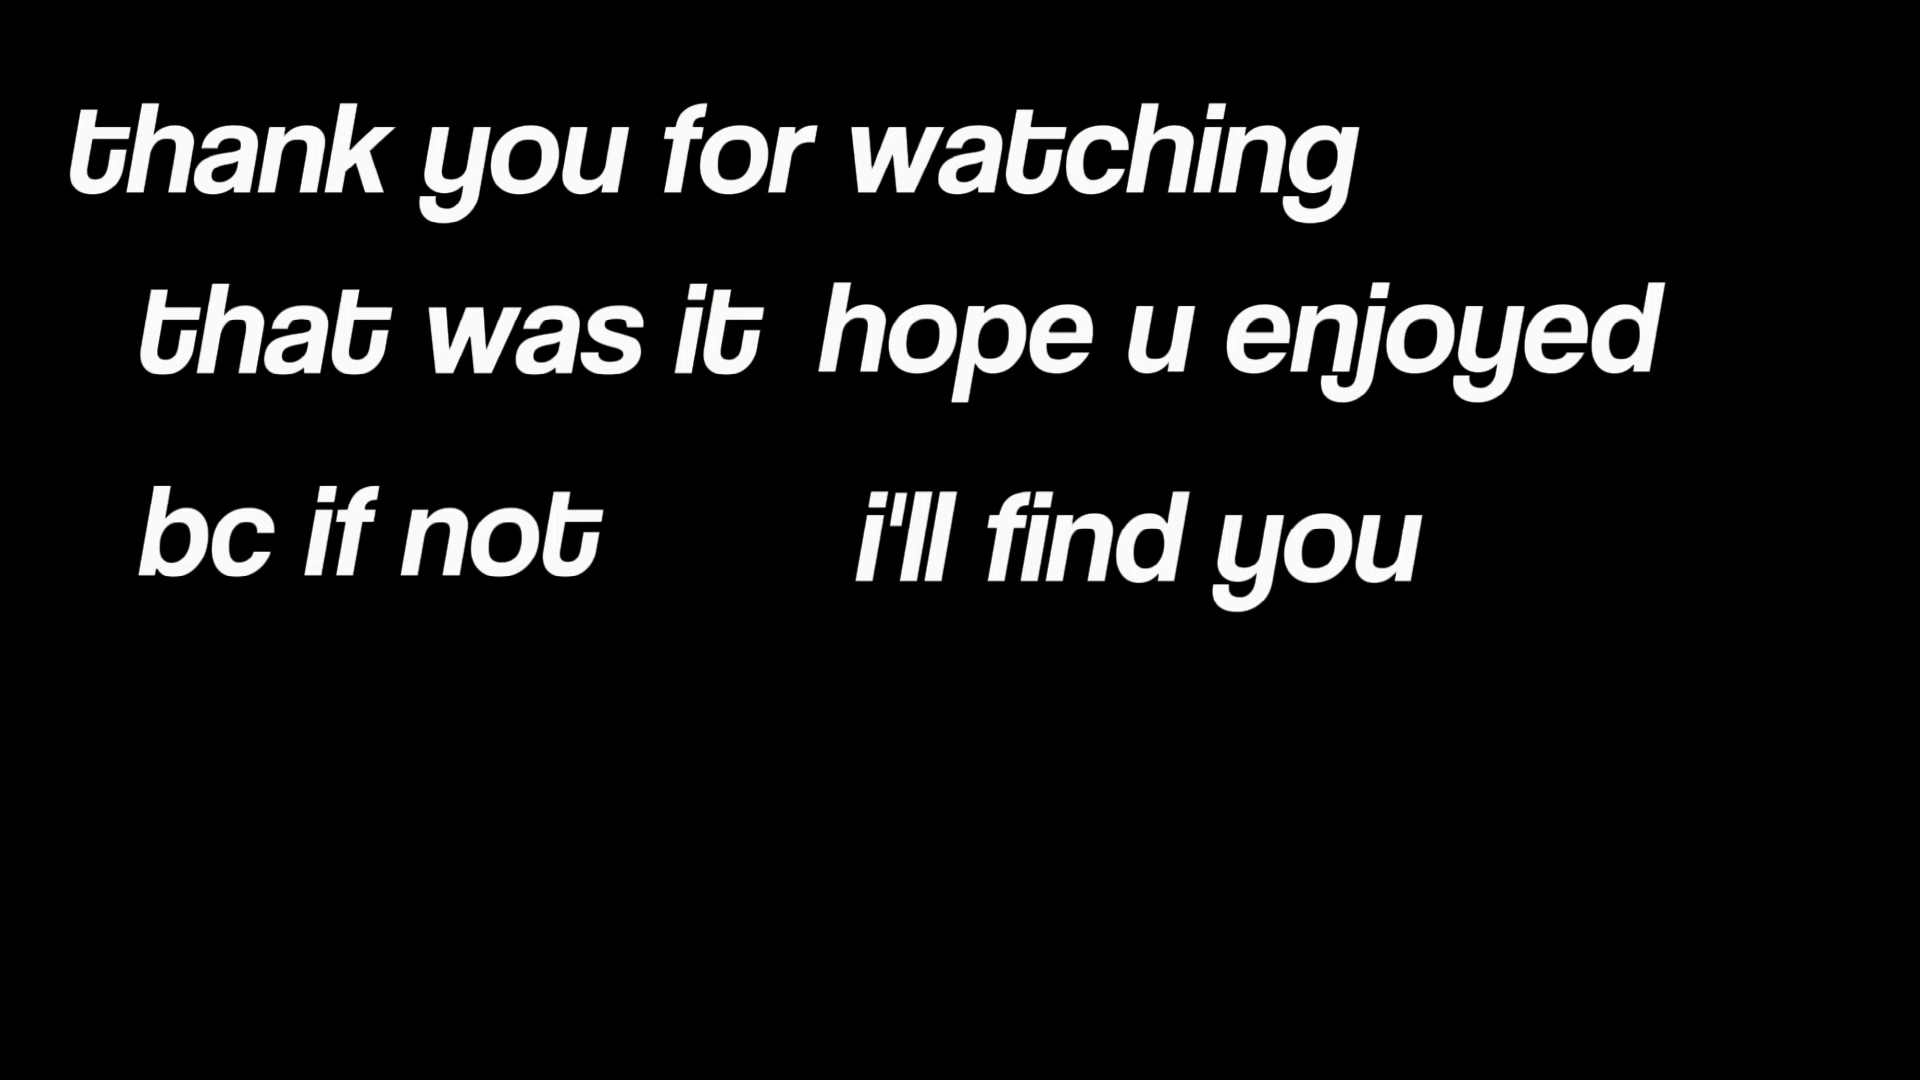 thank you for watching
that was it hope u enjoyed
bc if not i'll find you